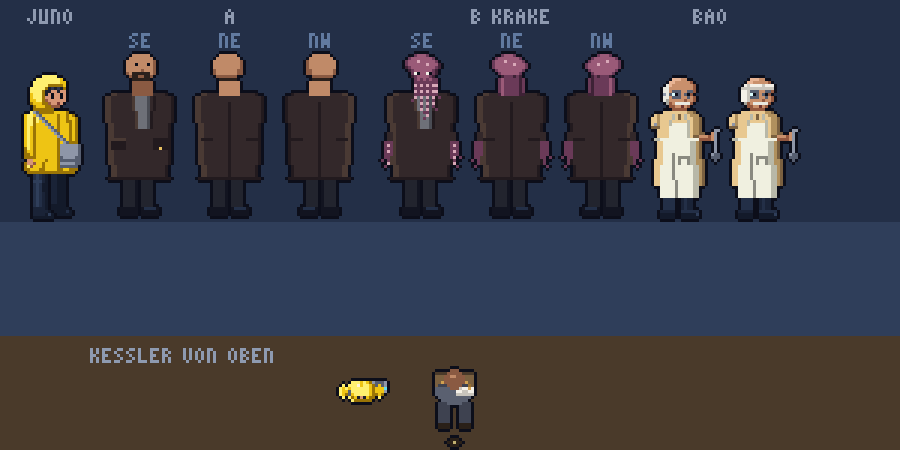 JUNO A B KRAKE BAO
SE NE NW SE NE NW
KESSLER VON OBEN